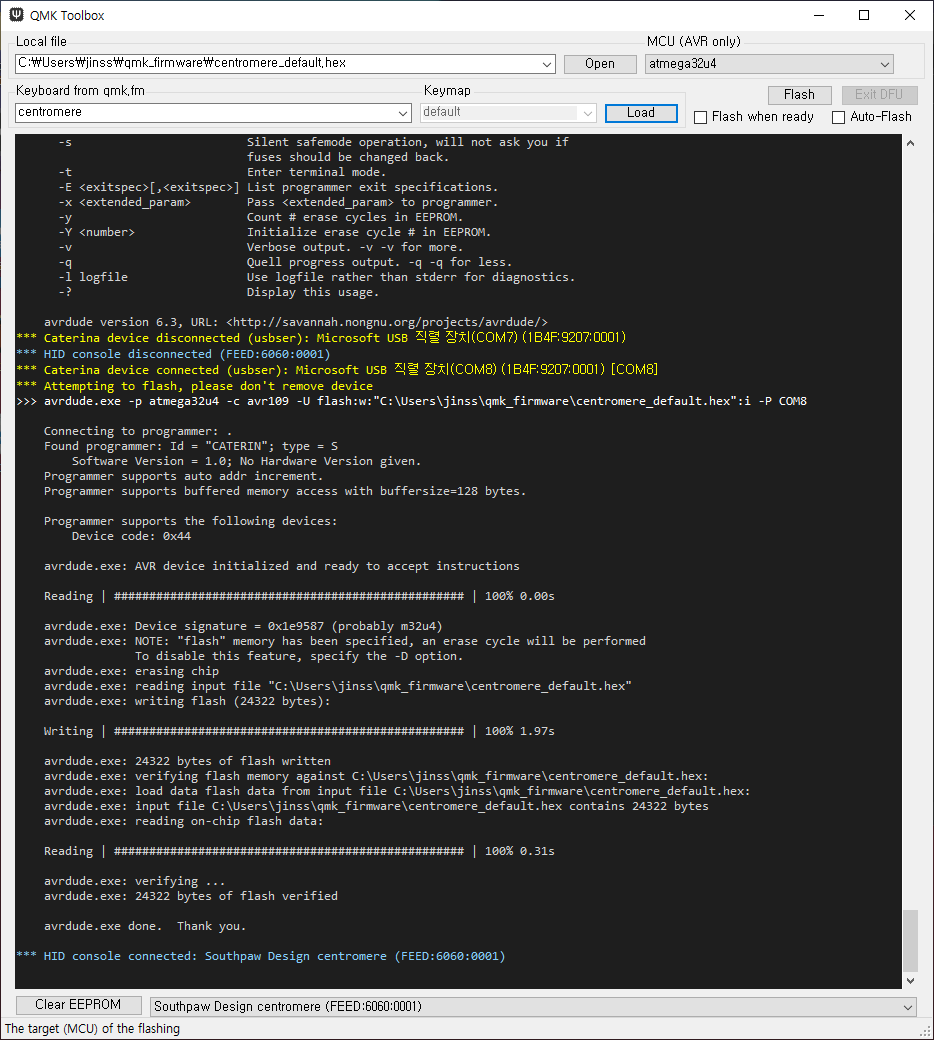 QMK Toolbox
Local file
MCU (AVR only)
C:₩Users₩jinss₩qmk_firmware₩centromere_default.hex
Open
atmega32u4
Keyboard from qmk.fm
Keymap
Flash
Exit DFU
centromere
default
Load
Flash when ready
Auto-Flash
-s Silent safemode operation, will not ask you if
fuses should be changed back.
-t Enter terminal mode.
-E <exitspec>[,<exitspec>] List programmer exit specifications.
-x <extended_param> Pass <extended_param> to programmer.
-y Count # erase cycles in EEPROM.
-Y <number> Initialize erase cycle # in EEPROM.
-v Verbose output. -v -v for more.
-q Quell progress output. -q -q for less.
-l logfile Use logfile rather than stderr for diagnostics.
-? Display this usage.
avrdude version 6.3, URL: <http://savannah.nongnu.org/projects/avrdude/>
*** Caterina device disconnected (usbser): Microsoft USB 직렬 장치(COM7) (1B4F:9207:0001)
*** HID console disconnected (FEED:6060:0001)
*** Caterina device connected (usbser): Microsoft USB 직렬 장치(COM8) (1B4F:9207:0001) [COM8]
*** Attempting to flash, please don't remove device
>>> avrdude.exe -p atmega32u4 -c avr109 -U flash:w:"C:\Users\jinss\qmk_firmware\centromere_default.hex":i -P COM8
Connecting to programmer: .
Found programmer: Id = "CATERIN"; type = S
Software Version = 1.0; No Hardware Version given.
Programmer supports auto addr increment.
Programmer supports buffered memory access with buffersize=128 bytes.
Programmer supports the following devices:
Device code: 0x44
avrdude.exe: AVR device initialized and ready to accept instructions
Reading | ################################################## | 100% 0.00s
avrdude.exe: Device signature = 0x1e9587 (probably m32u4)
avrdude.exe: NOTE: "flash" memory has been specified, an erase cycle will be performed
To disable this feature, specify the -D option.
avrdude.exe: erasing chip
avrdude.exe: reading input file "C:\Users\jinss\qmk_firmware\centromere_default.hex"
avrdude.exe: writing flash (24322 bytes):
Writing | ################################################## | 100% 1.97s
avrdude.exe: 24322 bytes of flash written
avrdude.exe: verifying flash memory against C:\Users\jinss\qmk_firmware\centromere_default.hex:
avrdude.exe: load data flash data from input file C:\Users\jinss\qmk_firmware\centromere_default.hex:
avrdude.exe: input file C:\Users\jinss\qmk_firmware\centromere_default.hex contains 24322 bytes
avrdude.exe: reading on-chip flash data:
Reading | ################################################## | 100% 0.31s
avrdude.exe: verifying ...
avrdude.exe: 24322 bytes of flash verified
avrdude.exe done.  Thank you.
*** HID console connected: Southpaw Design centromere (FEED:6060:0001)
Clear EEPROM
Southpaw Design centromere (FEED:6060:0001)
The target (MCU) of the flashing